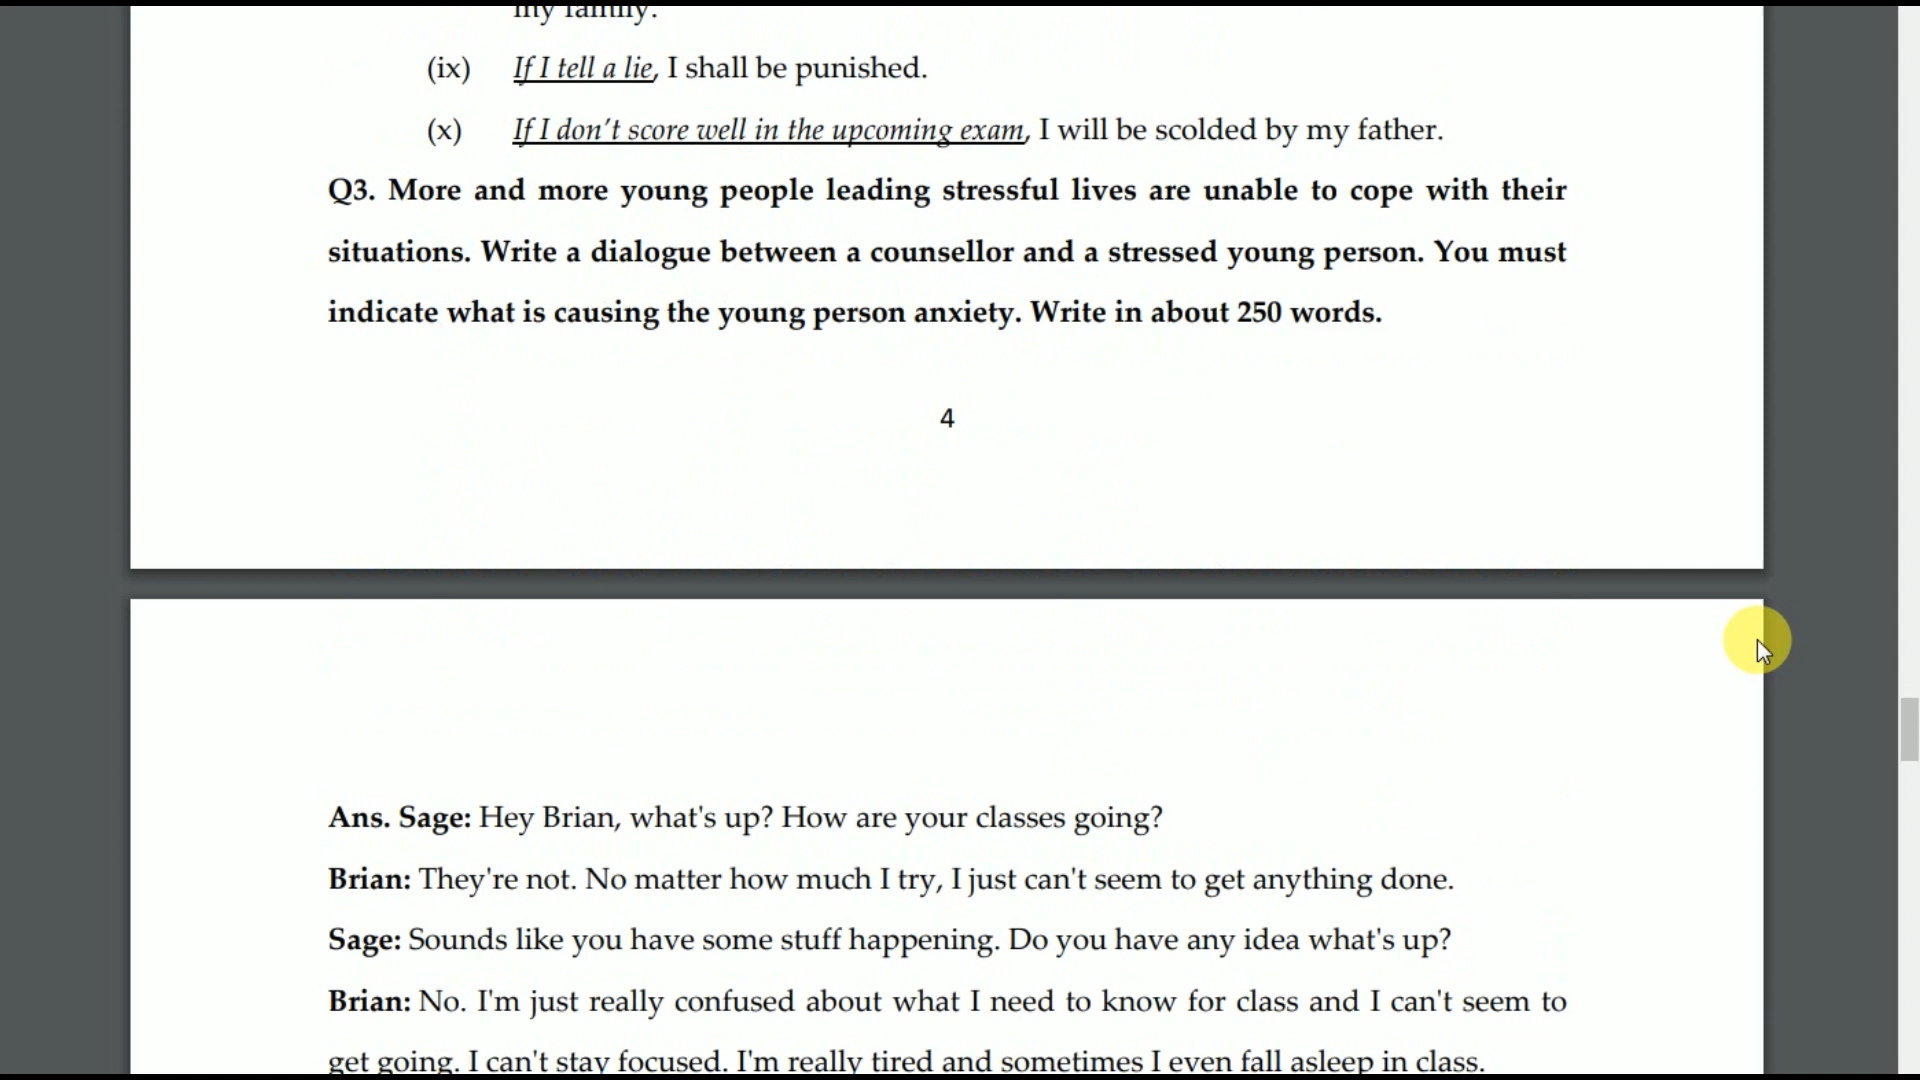 my family.
(ix) If I tell a lie, I shall be punished.
(x) If I don’t score well in the upcoming exam, I will be scolded by my father.
Q3. More and more young people leading stressful lives are unable to cope with their
situations. Write a dialogue between a counsellor and a stressed young person. You must
indicate what is causing the young person anxiety. Write in about 250 words.
4
Ans. Sage: Hey Brian, what's up? How are your classes going?
Brian: They're not. No matter how much I try, I just can't seem to get anything done.
Sage: Sounds like you have some stuff happening. Do you have any idea what's up?
Brian: No. I'm just really confused about what I need to know for class and I can't seem to
get going. I can't stay focused. I'm really tired and sometimes I even fall asleep in class.